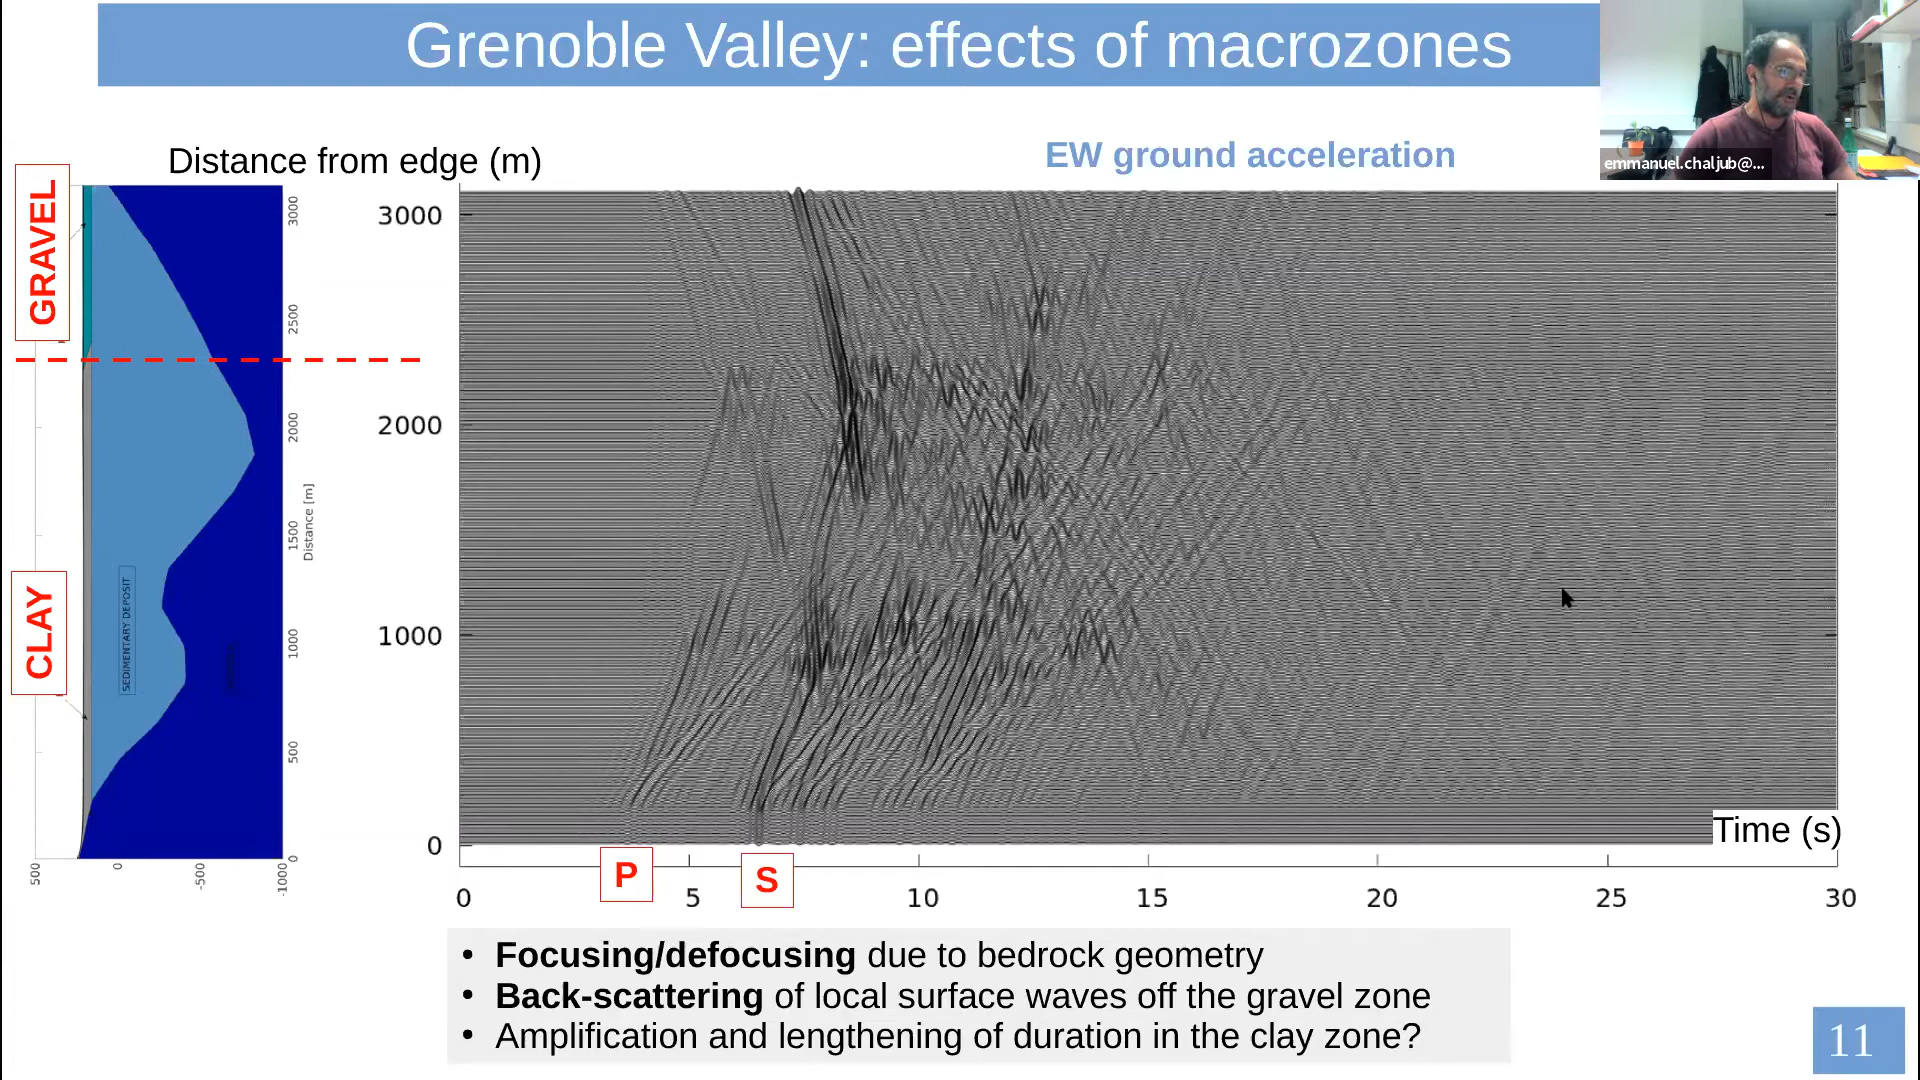 Grenoble Valley: effects of macrozones
emmanuel.chaljub@...
Distance from edge (m)
EW ground acceleration
GRAVEL
CLAY
SEDIMENTARY DEPOSIT
3000
2500
2000
1500
1000
500
0
Distance [m]
500
0
-500
-1000
3000
2000
1000
0
Time (s)
P
S
0
5
10
15
20
25
30
• Focusing/defocusing due to bedrock geometry
• Back-scattering of local surface waves off the gravel zone
• Amplification and lengthening of duration in the clay zone?
11